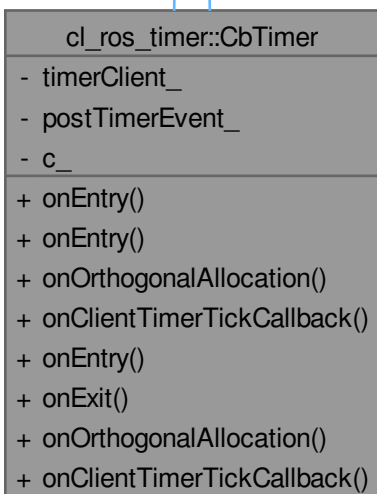 cl_ros_timer::CbTimer
- timerClient_
- postTimerEvent_
- c_
+ onEntry()
+ onEntry()
+ onOrthogonalAllocation()
+ onClientTimerTickCallback()
+ onEntry()
+ onExit()
+ onOrthogonalAllocation()
+ onClientTimerTickCallback()